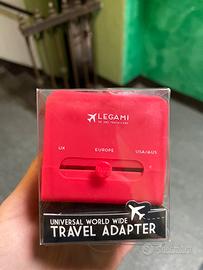 LEGAMI
UK
EUROPE
USA/AUS
UNIVERSAL WORLD WIDE
TRAVEL ADAPTER